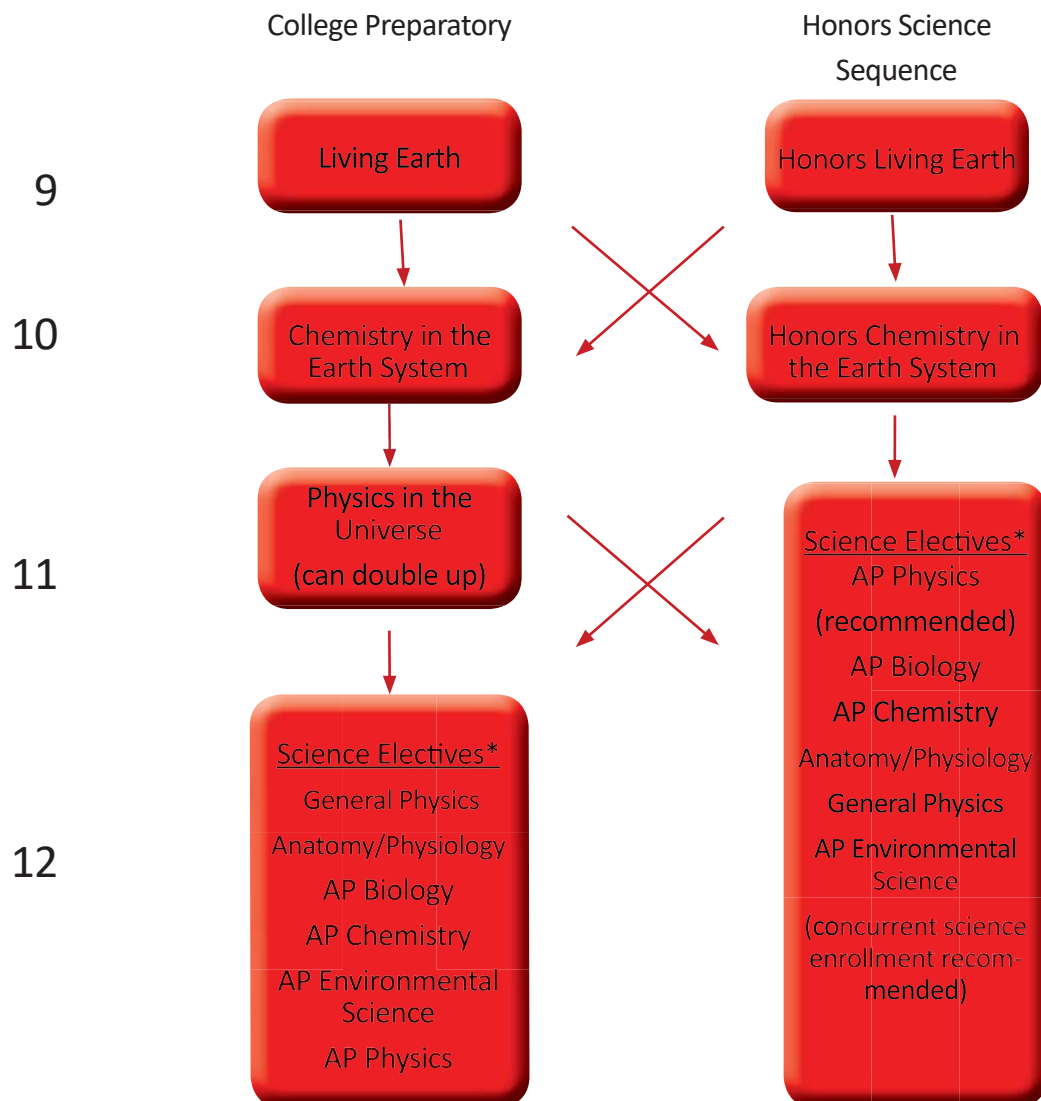 College Preparatory
Honors Science
Sequence
9
Living Earth
Honors Living Earth
10
Chemistry in the
Earth System
Honors Chemistry in
the Earth System
11
Physics in the
Universe
(can double up)
Science Electives*
AP Physics
(recommended)
AP Biology
AP Chemistry
Anatomy/Physiology
General Physics
AP Environmental
Science
(concurrent science
enrollment recom-
mended)
12
Science Electives*
General Physics
Anatomy/Physiology
AP Biology
AP Chemistry
AP Environmental
Science
AP Physics